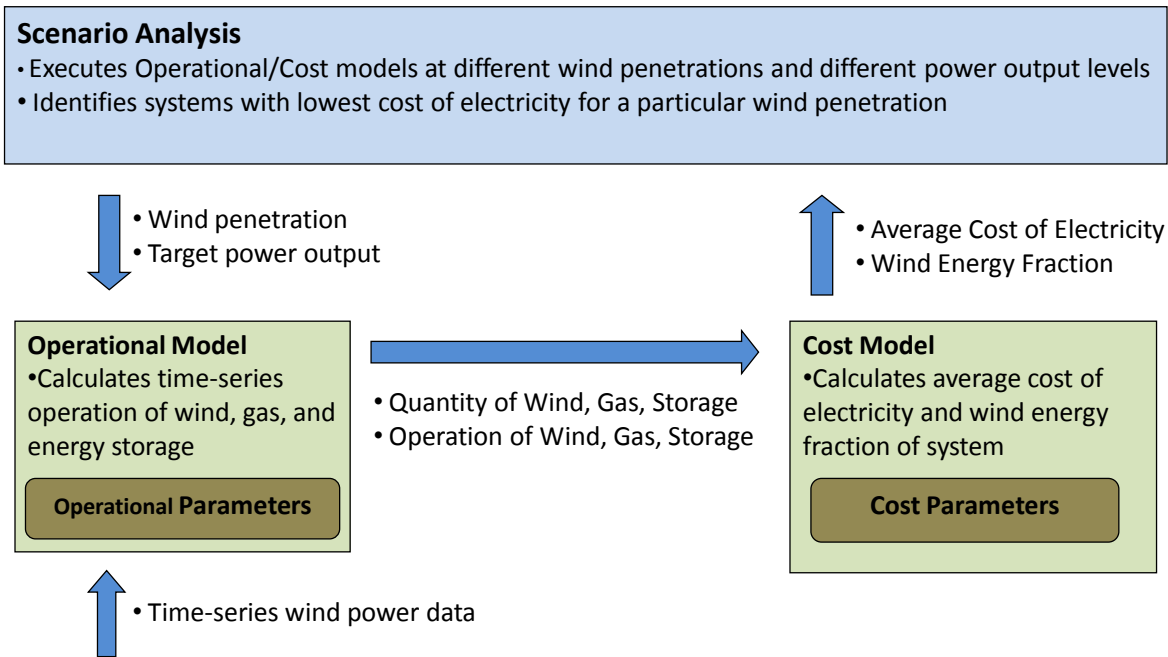 Scenario Analysis
• Executes Operational/Cost models at different wind penetrations and different power output levels
• Identifies systems with lowest cost of electricity for a particular wind penetration
• Wind penetration
• Target power output
• Average Cost of Electricity
• Wind Energy Fraction
Operational Model
•Calculates time-series
operation of wind, gas, and
energy storage
Operational Parameters
• Quantity of Wind, Gas, Storage
• Operation of Wind, Gas, Storage
Cost Model
•Calculates average cost of
electricity and wind energy
fraction of system
Cost Parameters
• Time-series wind power data